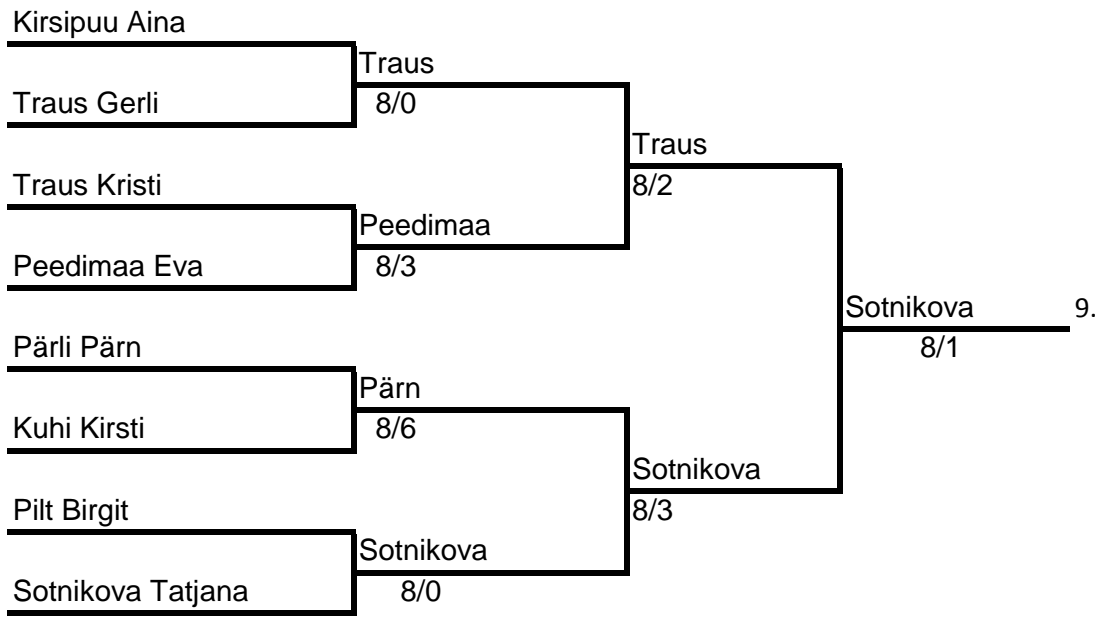 Kirsipuu Aina
Traus
Traus Gerli
8/0
Traus
Traus Kristi
8/2
Peedimaa
Peedimaa Eva
8/3
Sotnikova 9.
Pärli Pärn
8/1
Pärn
Kuhi Kirsti
8/6
Sotnikova
Pilt Birgit
8/3
Sotnikova
Sotnikova Tatjana
8/0